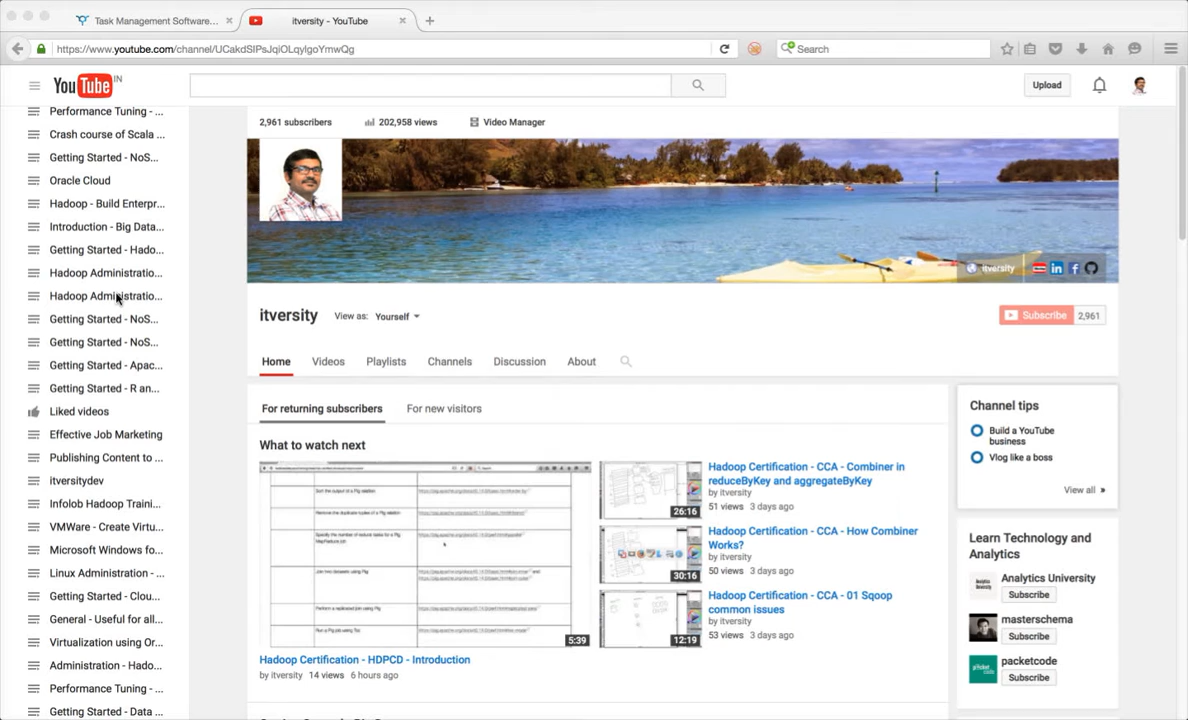 Task Management Software...
itversity - YouTube
https://www.youtube.com/channel/UCakdSIPsJqiOLqylgoYmwQg
Search
YouTube IN
Upload
Performance Tuning - ...
Crash course of Scala ...
Getting Started - NoS...
Oracle Cloud
Hadoop - Build Enterpr...
Introduction - Big Data...
Getting Started - Hado...
Hadoop Administratio...
Hadoop Administratio...
Getting Started - NoS...
Getting Started - NoS...
Getting Started - Apac...
Getting Started - R an...
Liked videos
Effective Job Marketing
Publishing Content to ...
itversitydev
Infolob Hadoop Traini...
VMWare - Create Virtu...
Microsoft Windows fo...
Linux Administration - ...
Getting Started - Clou...
General - Useful for all...
Virtualization using Or...
Administration - Hado...
Performance Tuning - ...
Getting Started - Data ...
2,961 subscribers
202,958 views
Video Manager
itversity
itversity
View as: Yourself
Subscribe 2,961
Home Videos Playlists Channels Discussion About
For returning subscribers
For new visitors
What to watch next
5:39
Hadoop Certification - HDPCD - Introduction
by itversity 14 views 6 hours ago
26:16
Hadoop Certification - CCA - Combiner in
reduceByKey and aggregateByKey
by itversity
51 views 3 days ago
30:16
Hadoop Certification - CCA - How Combiner
Works?
by itversity
50 views 3 days ago
12:19
Hadoop Certification - CCA - 01 Sqoop
common issues
by itversity
53 views 3 days ago
Channel tips
Build a YouTube
business
Vlog like a boss
View all »
Learn Technology and
Analytics
Analytics University
Subscribe
masterschema
Subscribe
packetcode
Subscribe